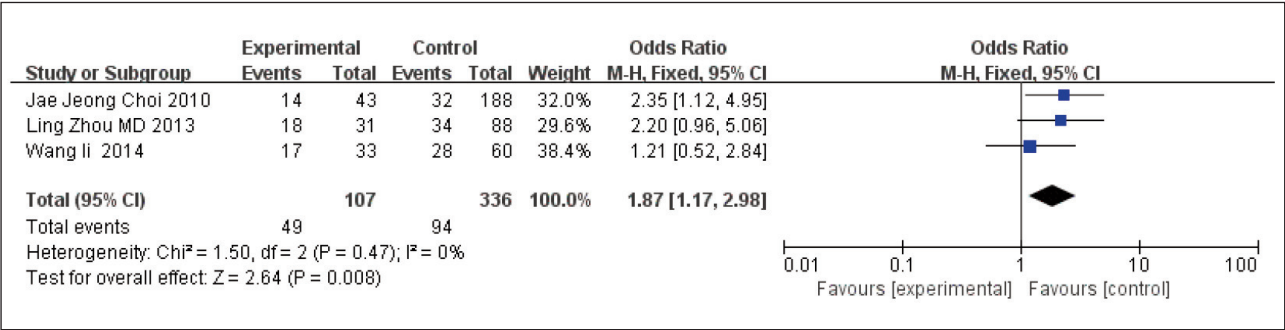 Experimental Control Odds Ratio Odds Ratio
Study or Subgroup Events Total Events Total Weight M-H, Fixed, 95% CI M-H, Fixed, 95% CI
Jae Jeong Choi 2010 14 43 32 188 32.0% 2.35 [1.12, 4.95]
Ling Zhou MD 2013 18 31 34 88 29.6% 2.20 [0.96, 5.06]
Wang li 2014 17 33 28 60 38.4% 1.21 [0.52, 2.84]
Total (95% CI) 107 336 100.0% 1.87 [1.17, 2.98]
Total events 49 94
Heterogeneity: Chi² = 1.50, df = 2 (P = 0.47); I² = 0%
Test for overall effect: Z = 2.64 (P = 0.008)
0.01 0.1 1 10 100
Favours [experimental] Favours [control]